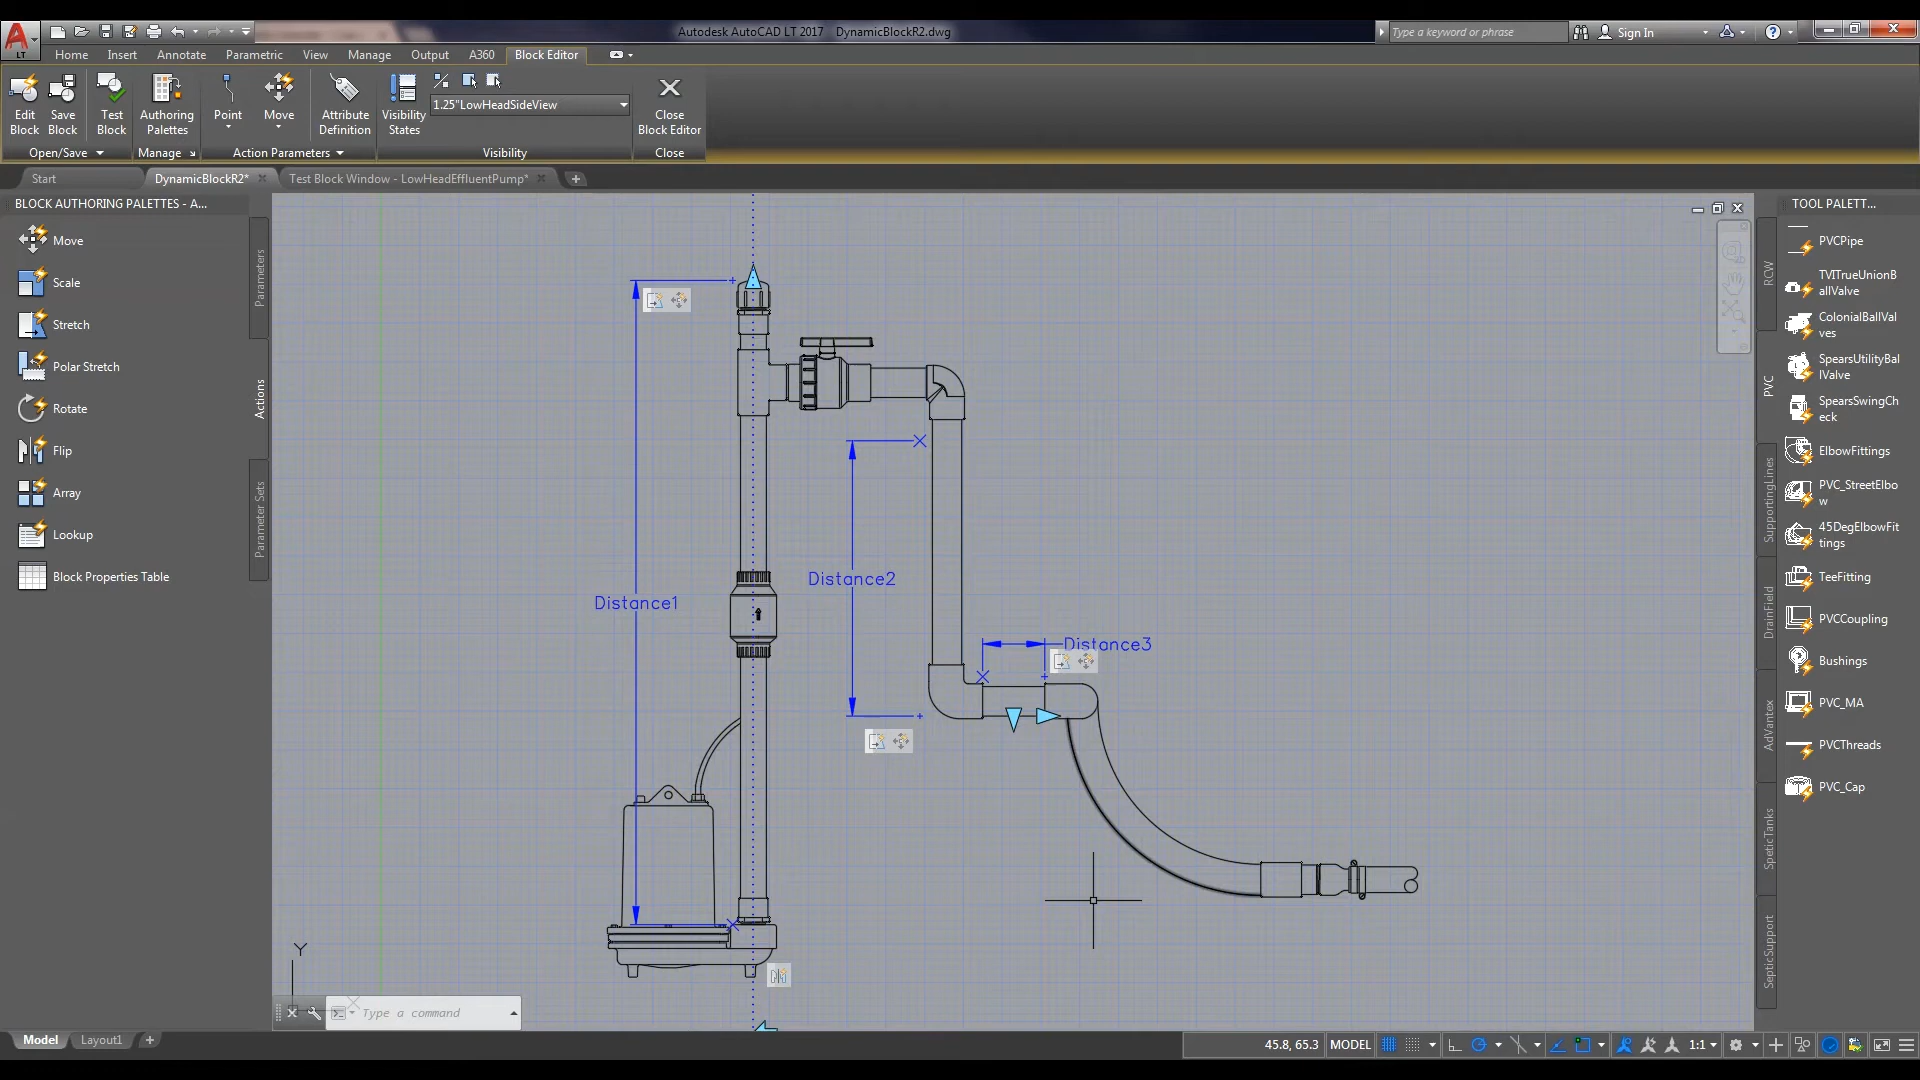 Autodesk AutoCAD LT 2017 DynamicBlockR2.dwg
Type a keyword or phrase
Sign In
LT
Home Insert Annotate Parametric View Manage Output A360 Block Editor
Edit Block
Save Block
Test Block
Authoring Palettes
Point
Move
Attribute Definition
Visibility States
1.25"LowHeadSideView
Close Block Editor
Open/Save
Manage
Action Parameters
Visibility
Close
Start
DynamicBlockR2*
Test Block Window - LowHeadEffluentPump*
BLOCK AUTHORING PALETTES - A...
Move
Scale
Stretch
Polar Stretch
Rotate
Flip
Array
Lookup
Block Properties Table
Parameters
Actions
Parameter Sets
Distance1
Distance2
Distance3
Y
X
Type a command
TOOL PALETT...
PVCPipe
TVITrueUnionB
allValve
ColonialBallVal
ves
SpearsUtilityBal
lValve
SpearsSwingCh
eck
ElbowFittings
PVC_StreetElbo
w
45DegElbowFit
tings
TeeFitting
PVCCoupling
Bushings
PVC_MA
PVCThreads
PVC_Cap
RCW
PVC
SupportingLines
DrainField
AdVantex
SpeticTanks
SepticSupport
Model
Layout1
45.8, 65.3
MODEL
1:1